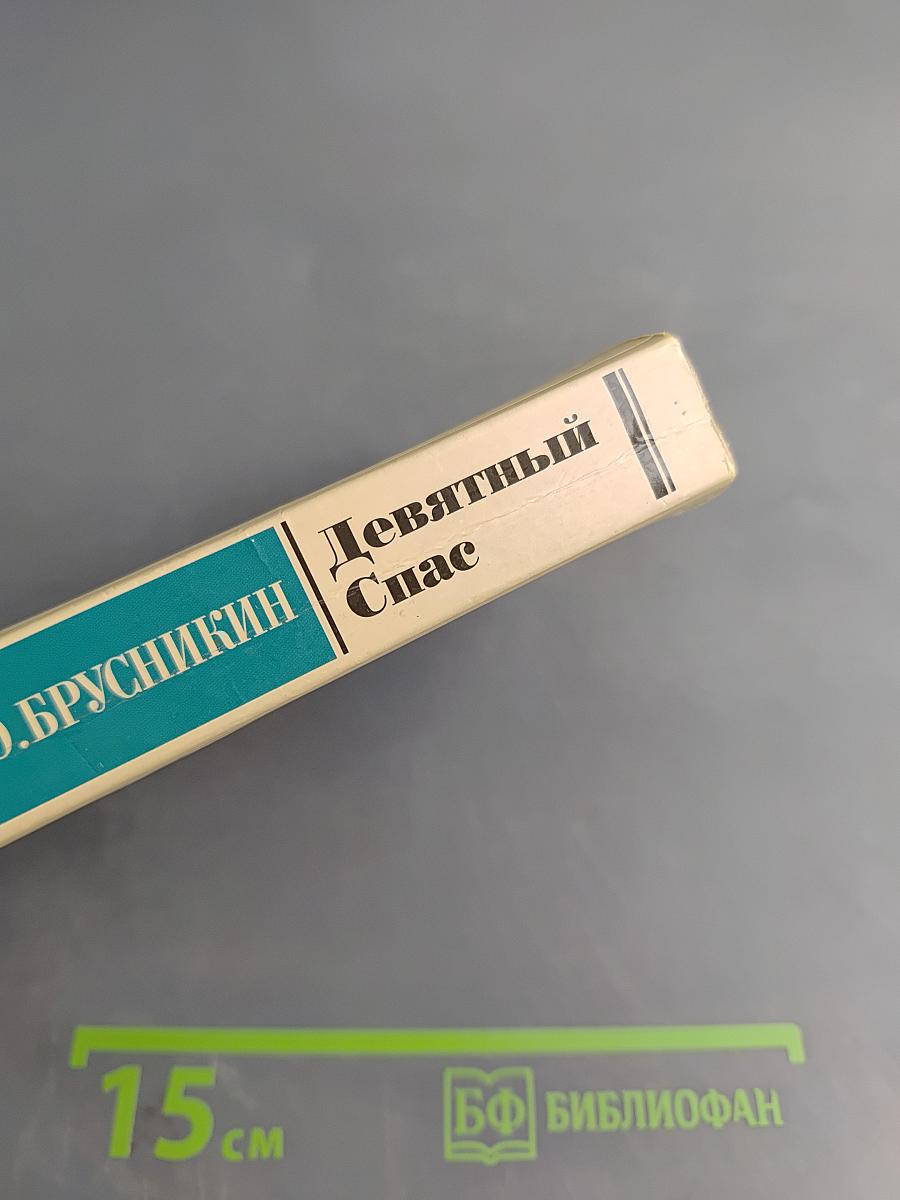 О.БРУСНИКИН
Девятный
Спас
15 см
БФ БИБЛИОФАН